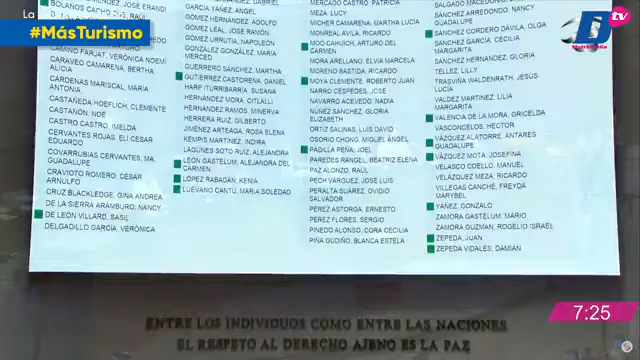 La
#MásTurismo
tv
Multimedia
BOLAÑOS CACHO CUÉ, RAÚL
CAMINO FARJAT, VERÓNICA NOEMÍ
CARAVEO CAMARENA, BERTHA
ALICIA
CÁRDENAS MARISCAL, MARÍA
ANTONIA
CASTAÑEDA HOEFLICH, CLEMENTE
CASTAÑÓN, NOÉ
CASTRO CASTRO, IMELDA
CERVANTES ROJAS, ELÍ CÉSAR
EDUARDO
COVARRUBIAS CERVANTES, MA.
GUADALUPE
CRAVIOTO ROMERO, CÉSAR
ARNULFO
CRUZ BLACKLEDGE, GINA ANDREA
DE LA SIERRA ARÁMBURO, NANCY
DE LEÓN VILLARD, SASIL
DELGADILLO GARCÍA, VERÓNICA
GARCÍA YÁÑEZ, ÁNGEL
GÓMEZ HERNÁNDEZ, ADOLFO
GÓMEZ LEAL, JOSÉ RAMÓN
GÓMEZ URRUTIA, NAPOLEÓN
GONZÁLEZ GOMEZ, MARÍA
MERCED
GUERRERO SÁNCHEZ, MARTHA
GUTIERREZ CASTORENA, DANIEL
HARP ITURRIBARRÍA, SUSANA
HERNÁNDEZ MORA, CITLALLI
HERNÁNDEZ RAMOS, MINERVA
HERRERA RUIZ, GILBERTO
JIMÉNEZ ARTEAGA, ROSA ELENA
KEMPIS MARTÍNEZ, INDIRA
LAGUNES SOTO RUÍZ, ALEJANDRA
LEÓN GASTÉLUM, ALEJANDRA DEL
CARMEN
LÓPEZ RABADÁN, KENIA
LUÉVANO CANTÚ, MARÍA SOLEDAD
MERCADO CASTRO, PATRICIA
MEZA, LUCY
MICHER CAMARENA, MARTHA LUCÍA
MONREAL ÁVILA, RICARDO
MOO CAHUICH, ARTURO DEL
CARMEN
MORA ARELLANO, ELVIA MARCELA
MORENO BASTIDA, RICARDO
MOYA CLEMENTE, ROBERTO JUAN
NARRO CÉSPEDES, JOSÉ
NAVARRO ACEVEDO, NADIA
NÚÑEZ SÁNCHEZ, GLORIA
ELIZABETH
ORTIZ SALINAS, LUIS DAVID
OSORIO CHONG, MIGUEL ÁNGEL
PADILLA PEÑA, JOEL
PAREDES RANGEL, BEATRIZ ELENA
PAZ ALONZO, RAÚL
PECH VÁRGUEZ, JOSE LUIS
PERALTA SUÁREZ, OVIDIO
SALVADOR
PÉREZ ASTORGA, ERNESTO
PÉREZ FLORES, SERGIO
PINEDO ALONSO, CORA CECILIA
PIÑA GUDIÑO, BLANCA ESTELA
SÁNCHEZ ARREDONDO, NANCY
GUADALUPE
SÁNCHEZ CORDERO DÁVILA, OLGA
SÁNCHEZ GARCÍA, CECILIA
MARGARITA
SÁNCHEZ HERNÁNDEZ, GLORIA
TÉLLEZ, LILLY
TRASVIÑA WALDENRATH, JESÚS
LUCÍA
VALDEZ MARTÍNEZ, LILIA
MARGARITA
VALENCIA DE LA MORA, GRICELDA
VASCONCELOS, HÉCTOR
VÁZQUEZ ALATORRE, ANTARES
GUADALUPE
VÁZQUEZ MOTA, JOSEFINA
VELASCO COELLO, MANUEL
VELÁZQUEZ MEZA, RICARDO
VILLEGAS CANCHÉ, FREYDA
MARYBEL
YÁÑEZ, GONZALO
ZAMORA GASTÉLUM, MARIO
ZAMORA GUZMÁN, ROGELIO ISRAEL
ZEPEDA, JUAN
ZEPEDA VIDALES, DAMIÁN
7:25
ENTRE LOS INDIVIDUOS COMO ENTRE LAS NACIONES
EL RESPETO AL DERECHO AJENO ES LA PAZ